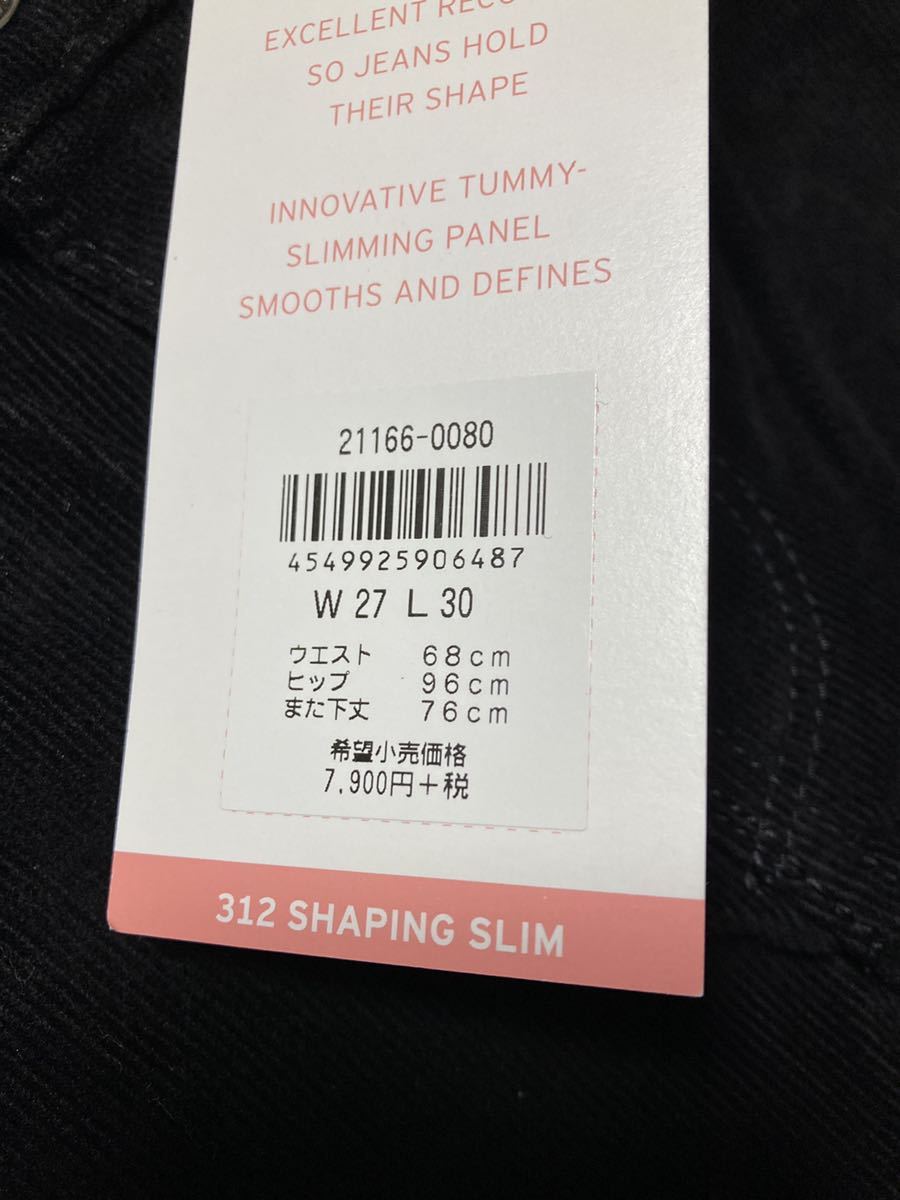 EXCELLENT
SO JEANS HOLD
THEIR SHAPE
INNOVATIVE TUMMY-
SLIMMING PANEL
SMOOTHS AND DEFINES
21166-0080
4549925906487
W 27 L 30
ウエスト 68cm
ヒップ 96cm
また下丈 76cm
希望小売価格
7.900円+税
312 SHAPING SLIM